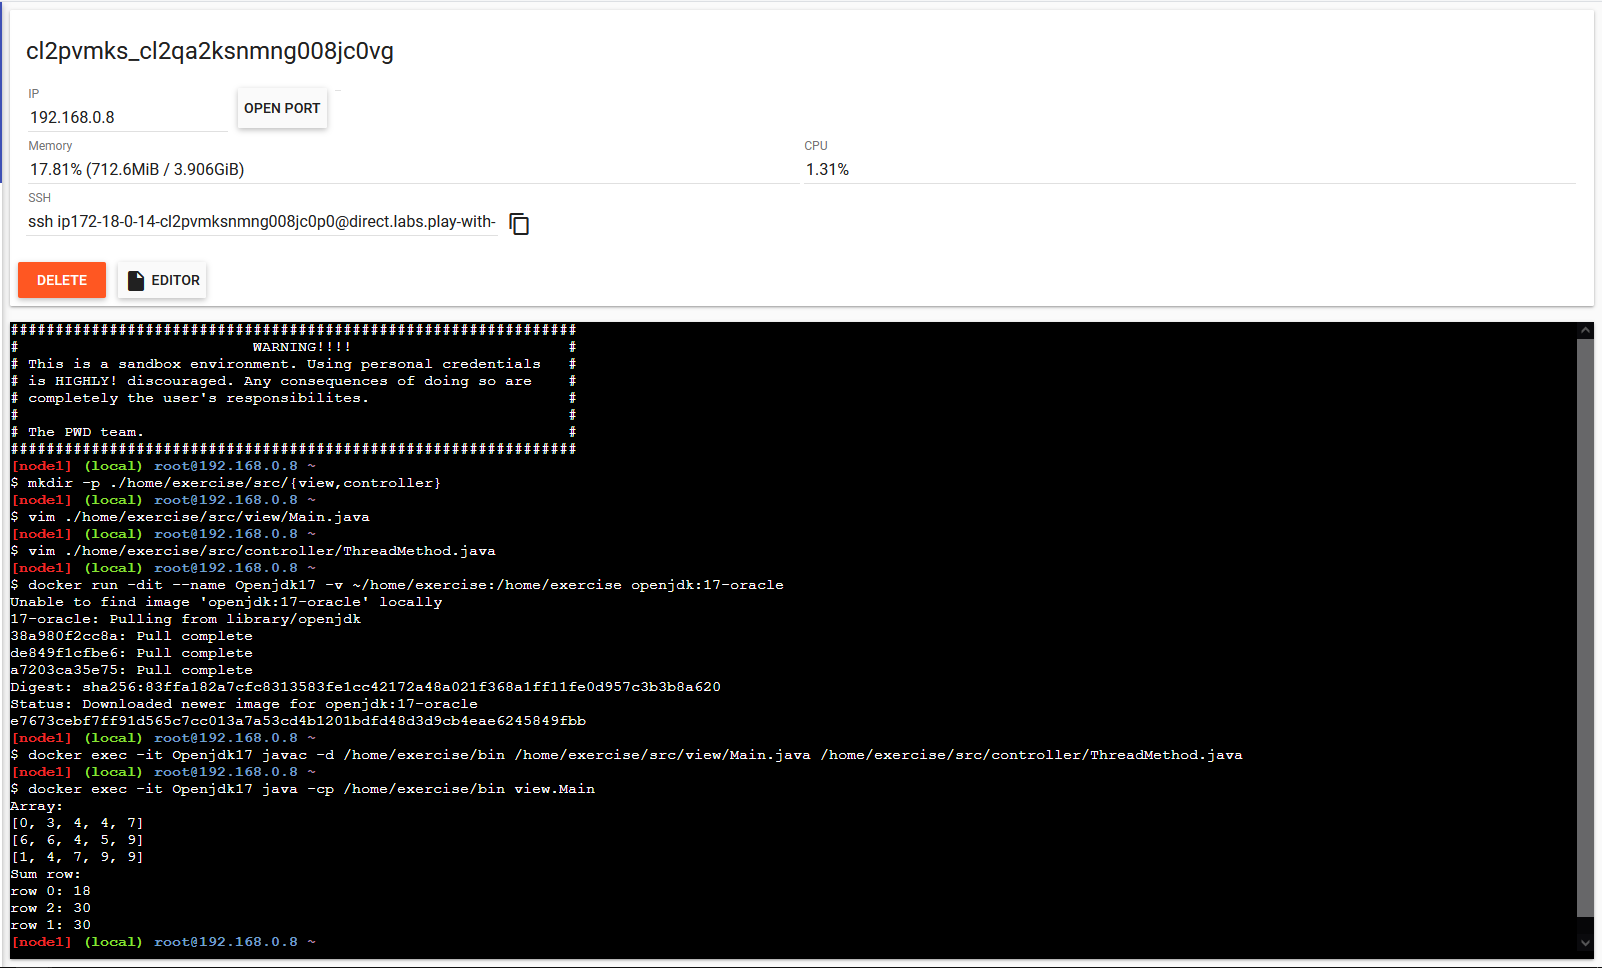 cl2pvmks_cl2qa2ksnmng008jc0vg
IP
192.168.0.8
OPEN PORT
Memory
17.81% (712.6MiB / 3.906GiB)
CPU
1.31%
SSH
ssh ip172-18-0-14-cl2pvmksnmng008jc0p0@direct.labs.play-with-
DELETE
EDITOR
###############################################################
#                          WARNING!!!!                        #
# This is a sandbox environment. Using personal credentials   #
# is HIGHLY! discouraged. Any consequences of doing so are    #
# completely the user's responsibilites.                      #
#                                                             #
# The PWD team.                                               #
###############################################################
[node1] (local) root@192.168.0.8 ~
$ mkdir -p ./home/exercise/src/{view,controller}
[node1] (local) root@192.168.0.8 ~
$ vim ./home/exercise/src/view/Main.java
[node1] (local) root@192.168.0.8 ~
$ vim ./home/exercise/src/controller/ThreadMethod.java
[node1] (local) root@192.168.0.8 ~
$ docker run -dit --name Openjdk17 -v ~/home/exercise:/home/exercise openjdk:17-oracle
Unable to find image 'openjdk:17-oracle' locally
17-oracle: Pulling from library/openjdk
38a980f2cc8a: Pull complete
de849f1cfbe6: Pull complete
a7203ca35e75: Pull complete
Digest: sha256:83ffa182a7cfc8313583fe1cc42172a48a021f368a1ff11fe0d957c3b3b8a620
Status: Downloaded newer image for openjdk:17-oracle
e7673cebf7ff91d565c7cc013a7a53cd4b1201bdfd48d3d9cb4eae6245849fbb
[node1] (local) root@192.168.0.8 ~
$ docker exec -it Openjdk17 javac -d /home/exercise/bin /home/exercise/src/view/Main.java /home/exercise/src/controller/ThreadMethod.java
[node1] (local) root@192.168.0.8 ~
$ docker exec -it Openjdk17 java -cp /home/exercise/bin view.Main
Array:
[0, 3, 4, 4, 7]
[6, 6, 4, 5, 9]
[1, 4, 7, 9, 9]
Sum row:
row 0: 18
row 2: 30
row 1: 30
[node1] (local) root@192.168.0.8 ~